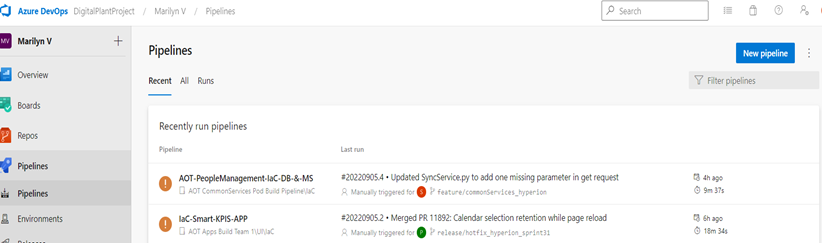 Azure DevOps DigitalPlantProject / Marilyn V / Pipelines
Search
MV Marilyn V +
Overview
Boards
Repos
Pipelines
Pipelines
Environments
Releases
Pipelines
New pipeline
Recent All Runs
Filter pipelines
Recently run pipelines
Pipeline Last run
AOT-PeopleManagement-IaC-DB-&-MS
AOT CommonServices Pod Build Pipeline\IaC
#20220905.4 • Updated SyncService.py to add one missing parameter in get request
Manually triggered for S feature/commonServices_hyperion
4h ago
9m 37s
IaC-Smart-KPIS-APP
AOT Apps Build Team 1\UI\IaC
#20220905.2 • Merged PR 11892: Calendar selection retention while page reload
Manually triggered for P release/hotfix_hyperion_sprint31
6h ago
18m 34s